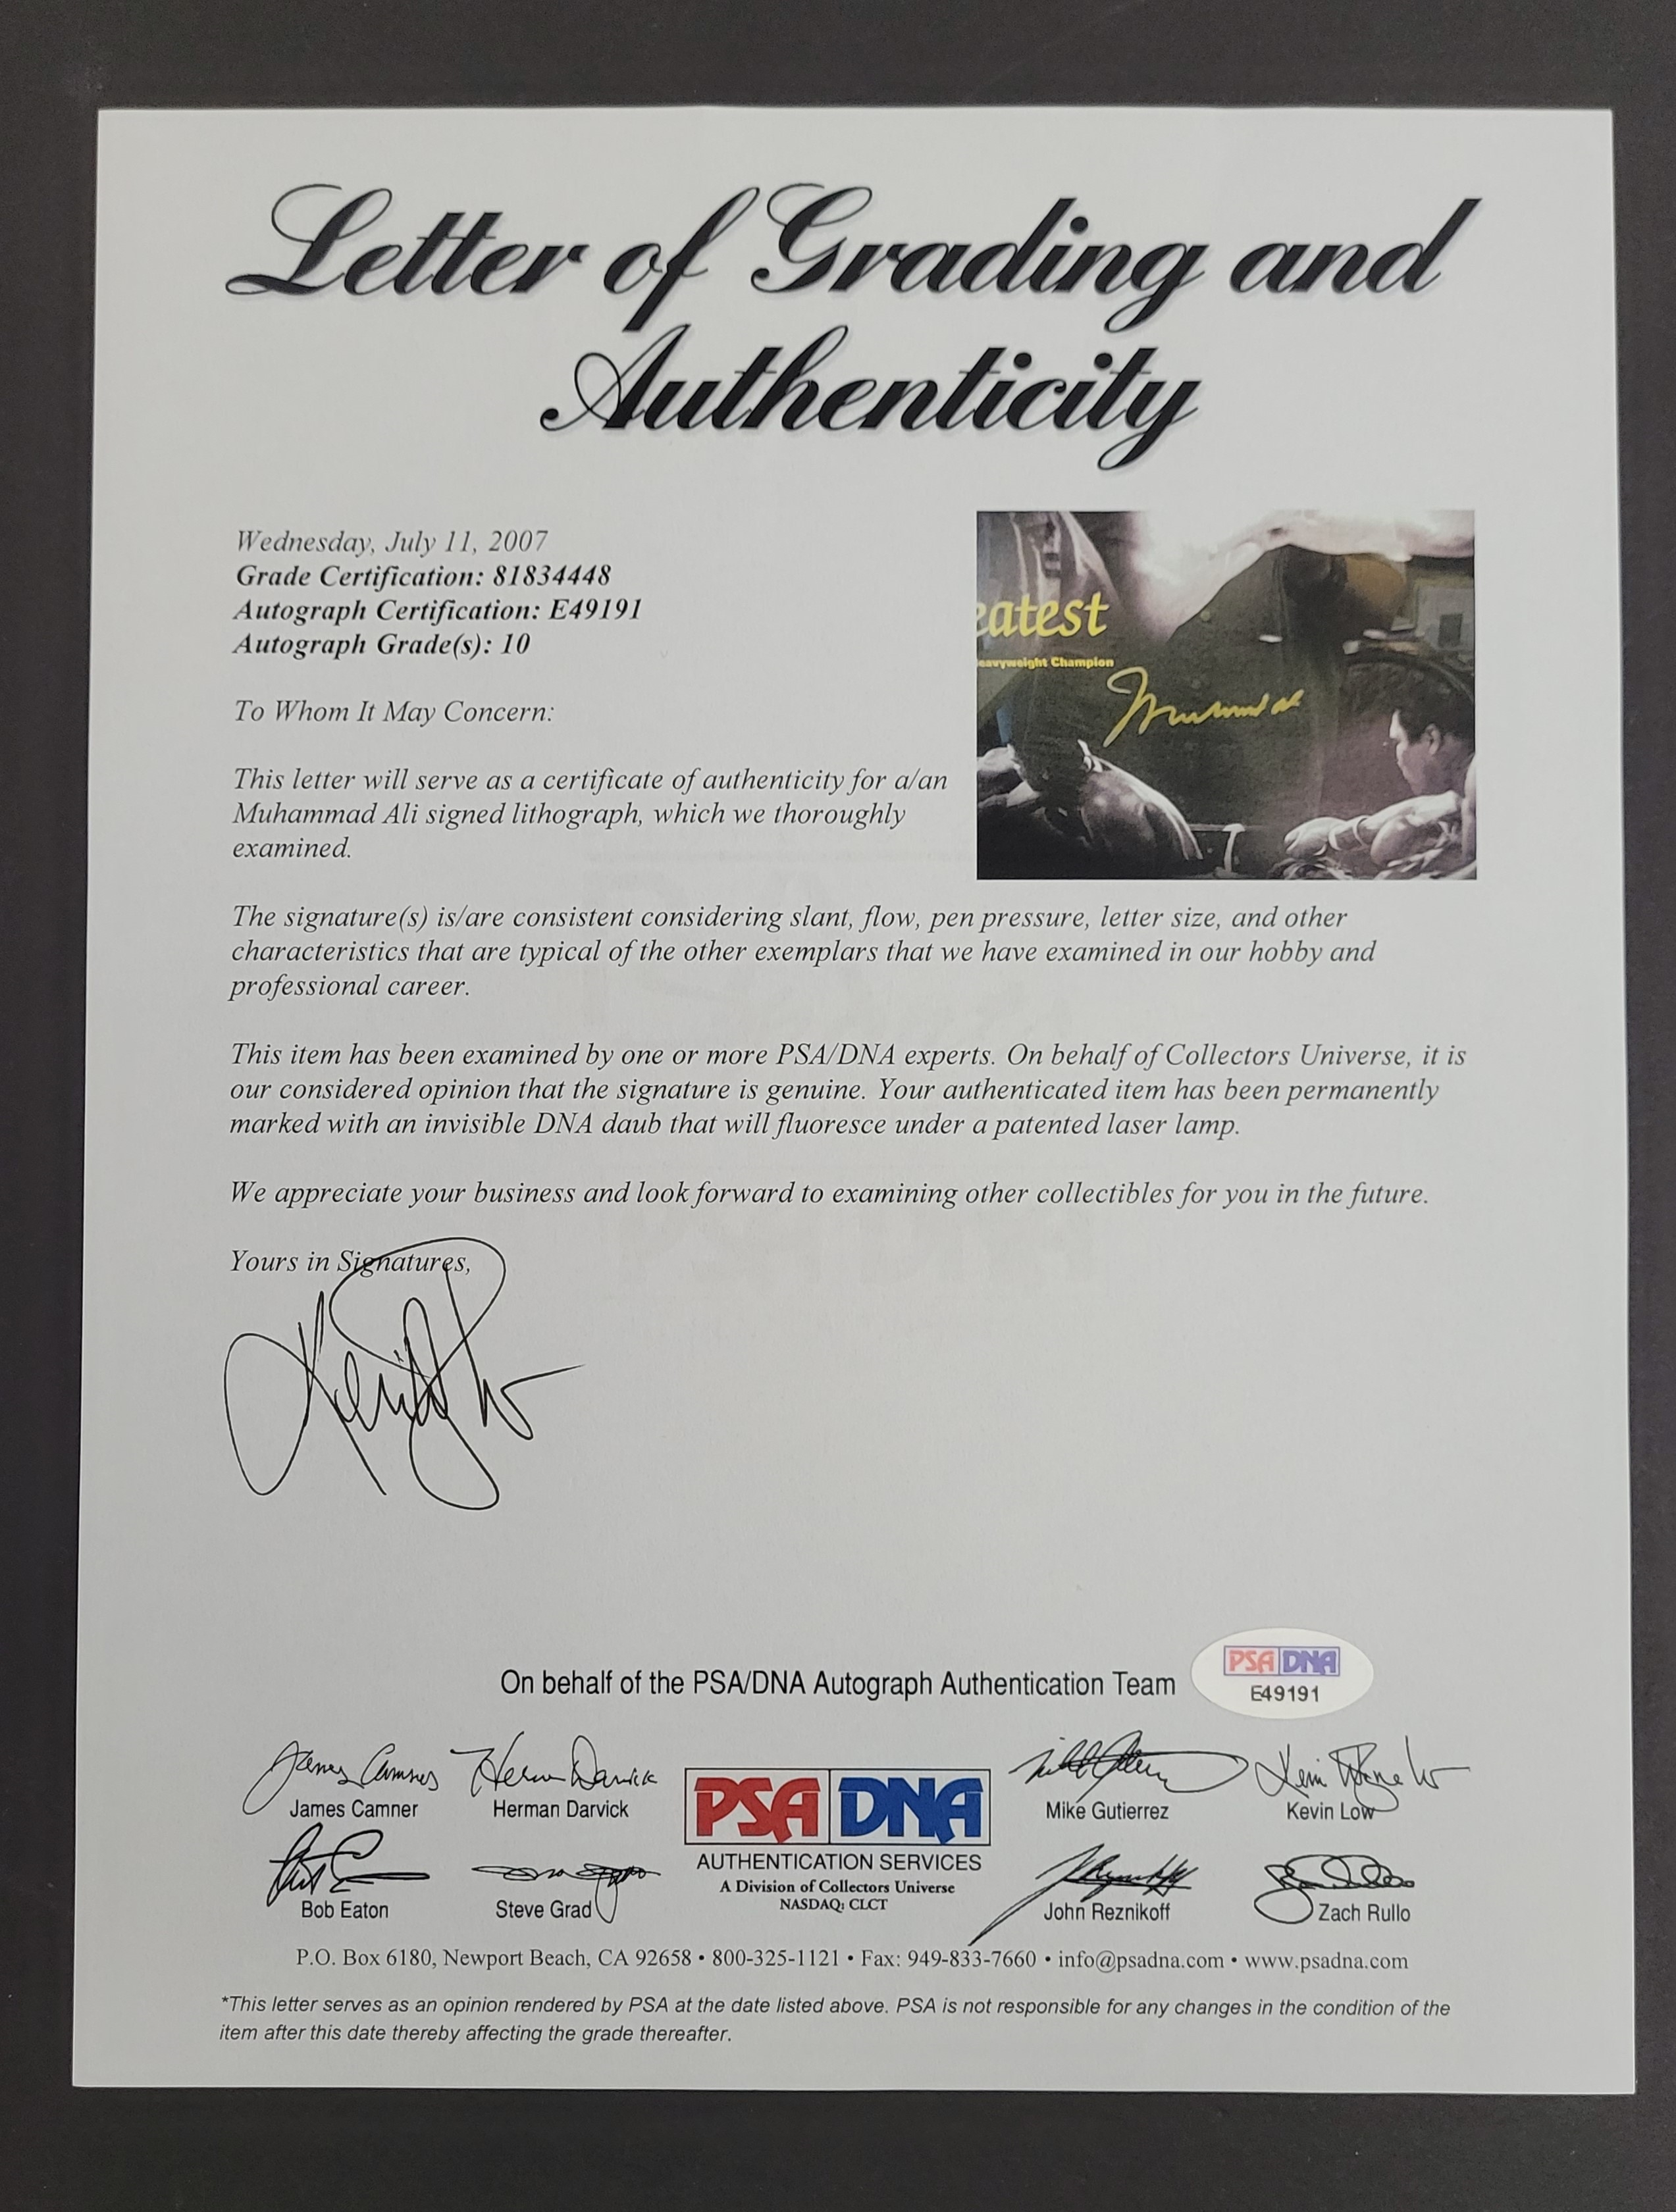 Letter of Grading and
Authenticity
Wednesday, July 11, 2007
Grade Certification: 81834448
Autograph Certification: E49191
Autograph Grade(s): 10
eatest
eavyweight Champion
Muhammad
To Whom It May Concern:
This letter will serve as a certificate of authenticity for a/an
Muhammad Ali signed lithograph, which we thoroughly
examined.
The signature(s) is/are consistent considering slant, flow, pen pressure, letter size, and other
characteristics that are typical of the other exemplars that we have examined in our hobby and
professional career.
This item has been examined by one or more PSA/DNA experts. On behalf of Collectors Universe, it is
our considered opinion that the signature is genuine. Your authenticated item has been permanently
marked with an invisible DNA daub that will fluoresce under a patented laser lamp.
We appreciate your business and look forward to examining other collectibles for you in the future.
Yours in Signatures,
On behalf of the PSA/DNA Autograph Authentication Team
PSA DNA
E49191
James Camner Herman Darvick
James Camner Herman Darvick
PSA DNA
Mike Gutierrez Kevin Low
AUTHENTICATION SERVICES
A Division of Collectors Universe
NASDAQ: CLCT
Bob Eaton Steve Grad
John Reznikoff Zach Rullo
P.O. Box 6180, Newport Beach, CA 92658 • 800-325-1121 • Fax: 949-833-7660 • info@psadna.com • www.psadna.com
*This letter serves as an opinion rendered by PSA at the date listed above. PSA is not responsible for any changes in the condition of the
item after this date thereby affecting the grade thereafter.